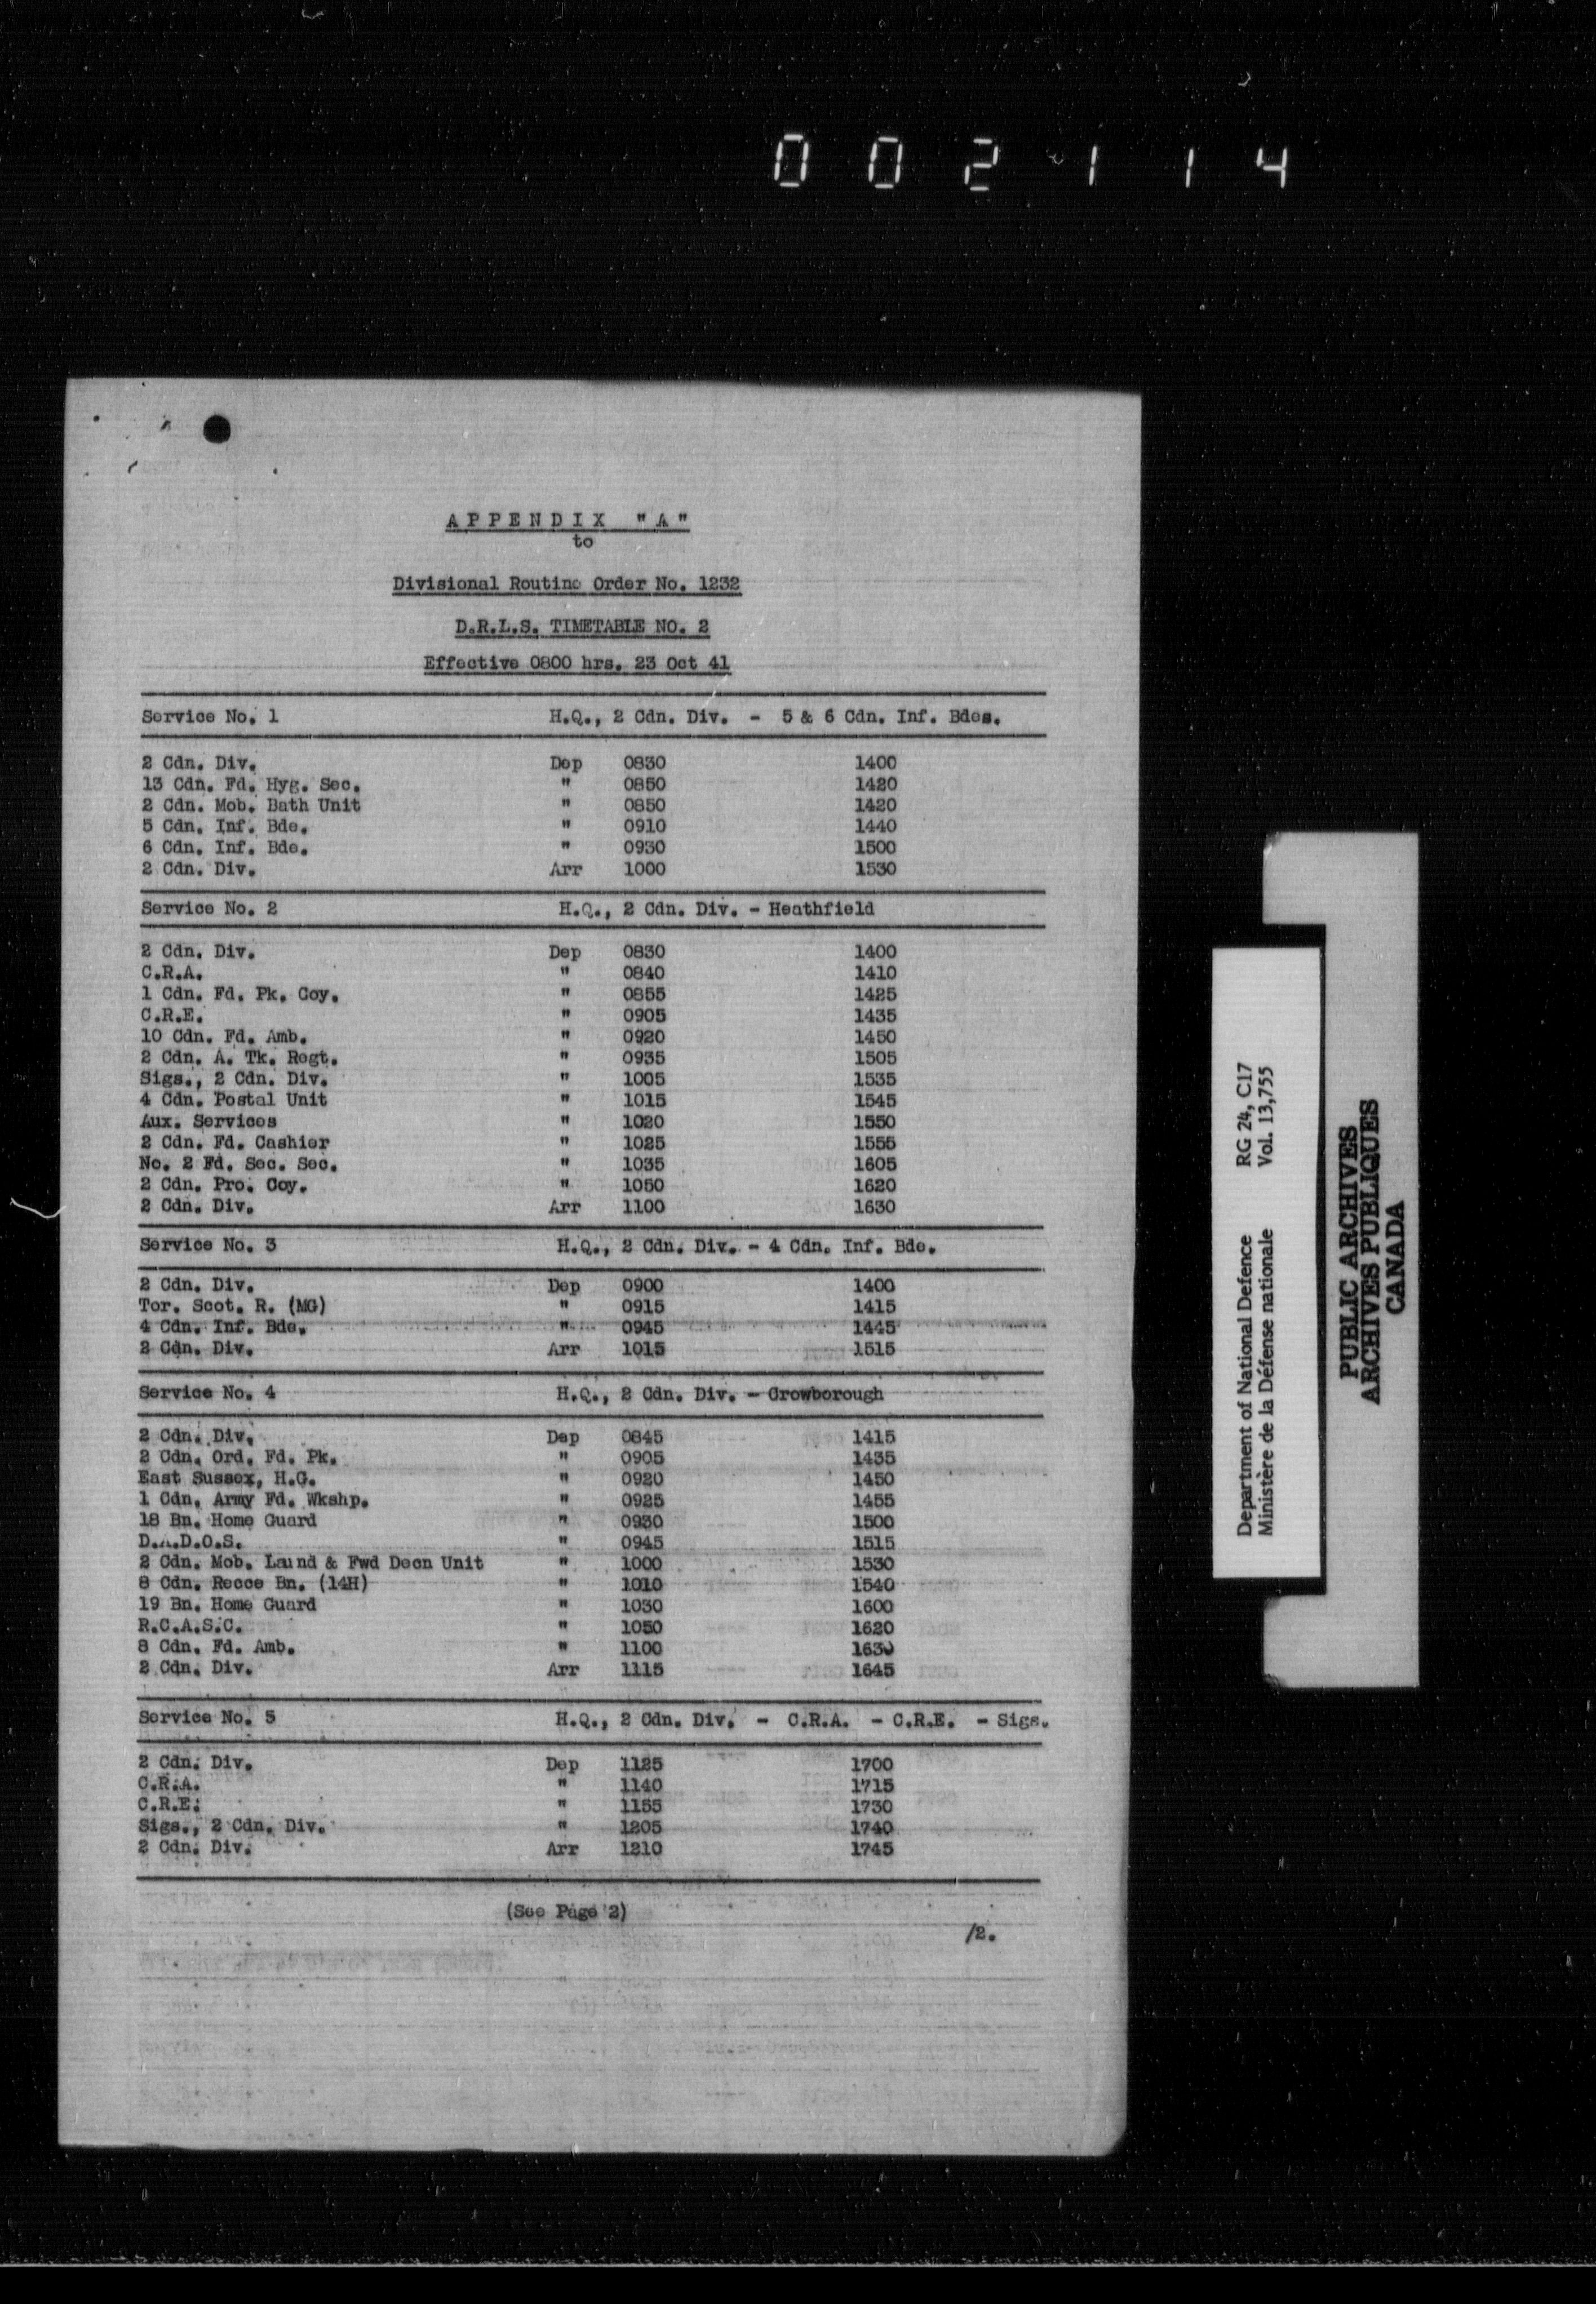 002114
APPENDIX "A"
to
Divisional Routine Order No. 1232
D.R.L.S. TIMETABLE NO. 2
Effective 0800 hrs. 23 Oct 41
Service No. 1 H.Q., 2 Cdn. Div. - 5 & 6 Cdn. Inf. Bdes.
2 Cdn. Div. Dep 0830 1400
13 Cdn. Fd. Hyg. Sec. " 0850 1420
2 Cdn. Mob. Bath Unit " 0850 1420
5 Cdn. Inf. Bde. " 0910 1440
6 Cdn. Inf. Bde. " 0930 1500
2 Cdn. Div. Arr 1000 1530
Service No. 2 H.Q., 2 Cdn. Div. - Heathfield
2 Cdn. Div. Dep 0830 1400
C.R.A. " 0840 1410
1 Cdn. Fd. Pk. Coy. " 0855 1425
C.R.E. " 0905 1435
10 Cdn. Fd. Amb. " 0920 1450
2 Cdn. A. Tk. Regt. " 0935 1505
Sigs., 2 Cdn. Div. " 1005 1535
4 Cdn. Postal Unit " 1015 1545
Aux. Services " 1020 1550
2 Cdn. Fd. Cashier " 1025 1555
No. 2 Fd. Sec. Sec. " 1035 1605
2 Cdn. Pro. Coy. " 1050 1620
2 Cdn. Div. Arr 1100 1630
Service No. 3 H.Q., 2 Cdn. Div. - 4 Cdn. Inf. Bde.
2 Cdn. Div. Dep 0900 1400
Tor. Scot. R. (MG) " 0915 1415
4 Cdn. Inf. Bde. " 0945 1445
2 Cdn. Div. Arr 1015 1515
Service No. 4 H.Q., 2 Cdn. Div. - Crowborough
2 Cdn. Div. Dep 0845 1415
2 Cdn. Ord. Fd. Pk. " 0905 1435
East Sussex, H.G. " 0920 1450
1 Cdn. Army Fd. Wkshp. " 0925 1455
18 Bn. Home Guard " 0930 1500
D.A.D.O.S. " 0945 1515
2 Cdn. Mob. Laund & Fwd Decn Unit " 1000 1530
8 Cdn. Recce Bn. (14H) " 1010 1540
19 Bn. Home Guard " 1030 1600
R.C.A.S.C. " 1050 1620
8 Cdn. Fd. Amb. " 1100 1630
2 Cdn. Div. Arr 1115 1645
Service No. 5 H.Q., 2 Cdn. Div. - C.R.A. - C.R.E. - Sigs.
2 Cdn. Div. Dep 1125 1700
C.R.A. " 1140 1715
C.R.E. " 1155 1730
Sigs., 2 Cdn. Div. " 1205 1740
2 Cdn. Div. Arr 1210 1745
(See Page 2)
/2.
Department of National Defence RG 24, C17
Ministère de la Défense nationale Vol. 13,755
PUBLIC ARCHIVES
ARCHIVES PUBLIQUES
CANADA